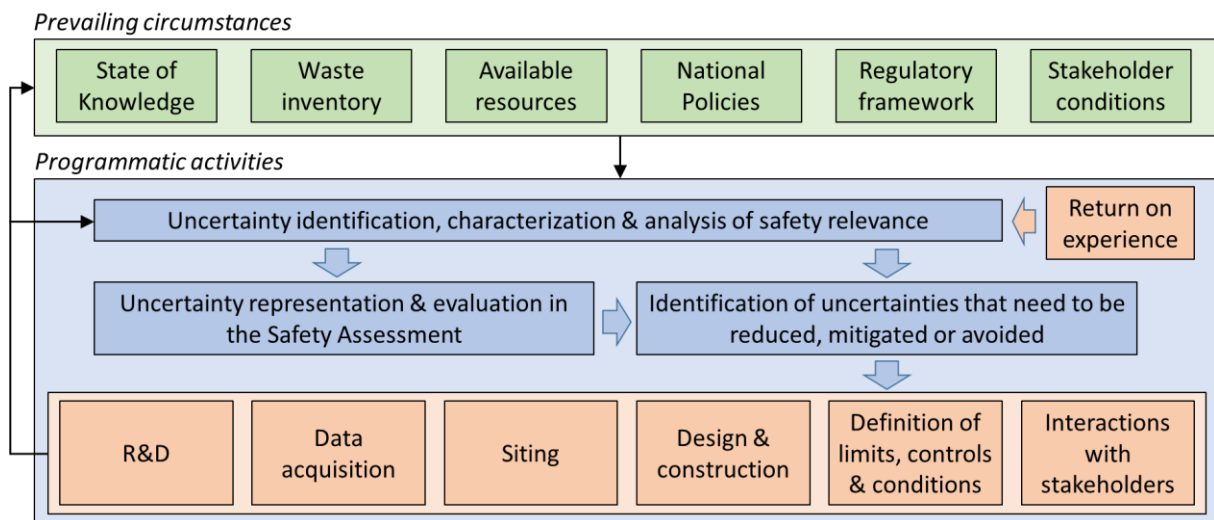 Prevailing circumstances
State of
Knowledge
Waste
inventory
Available
resources
National
Policies
Regulatory
framework
Stakeholder
conditions
Programmatic activities
Uncertainty identification, characterization & analysis of safety relevance
Return on
experience
Uncertainty representation & evaluation in
the Safety Assessment
Identification of uncertainties that need to be
reduced, mitigated or avoided
R&D
Data
acquisition
Siting
Design &
construction
Definition of
limits, controls
& conditions
Interactions
with
stakeholders